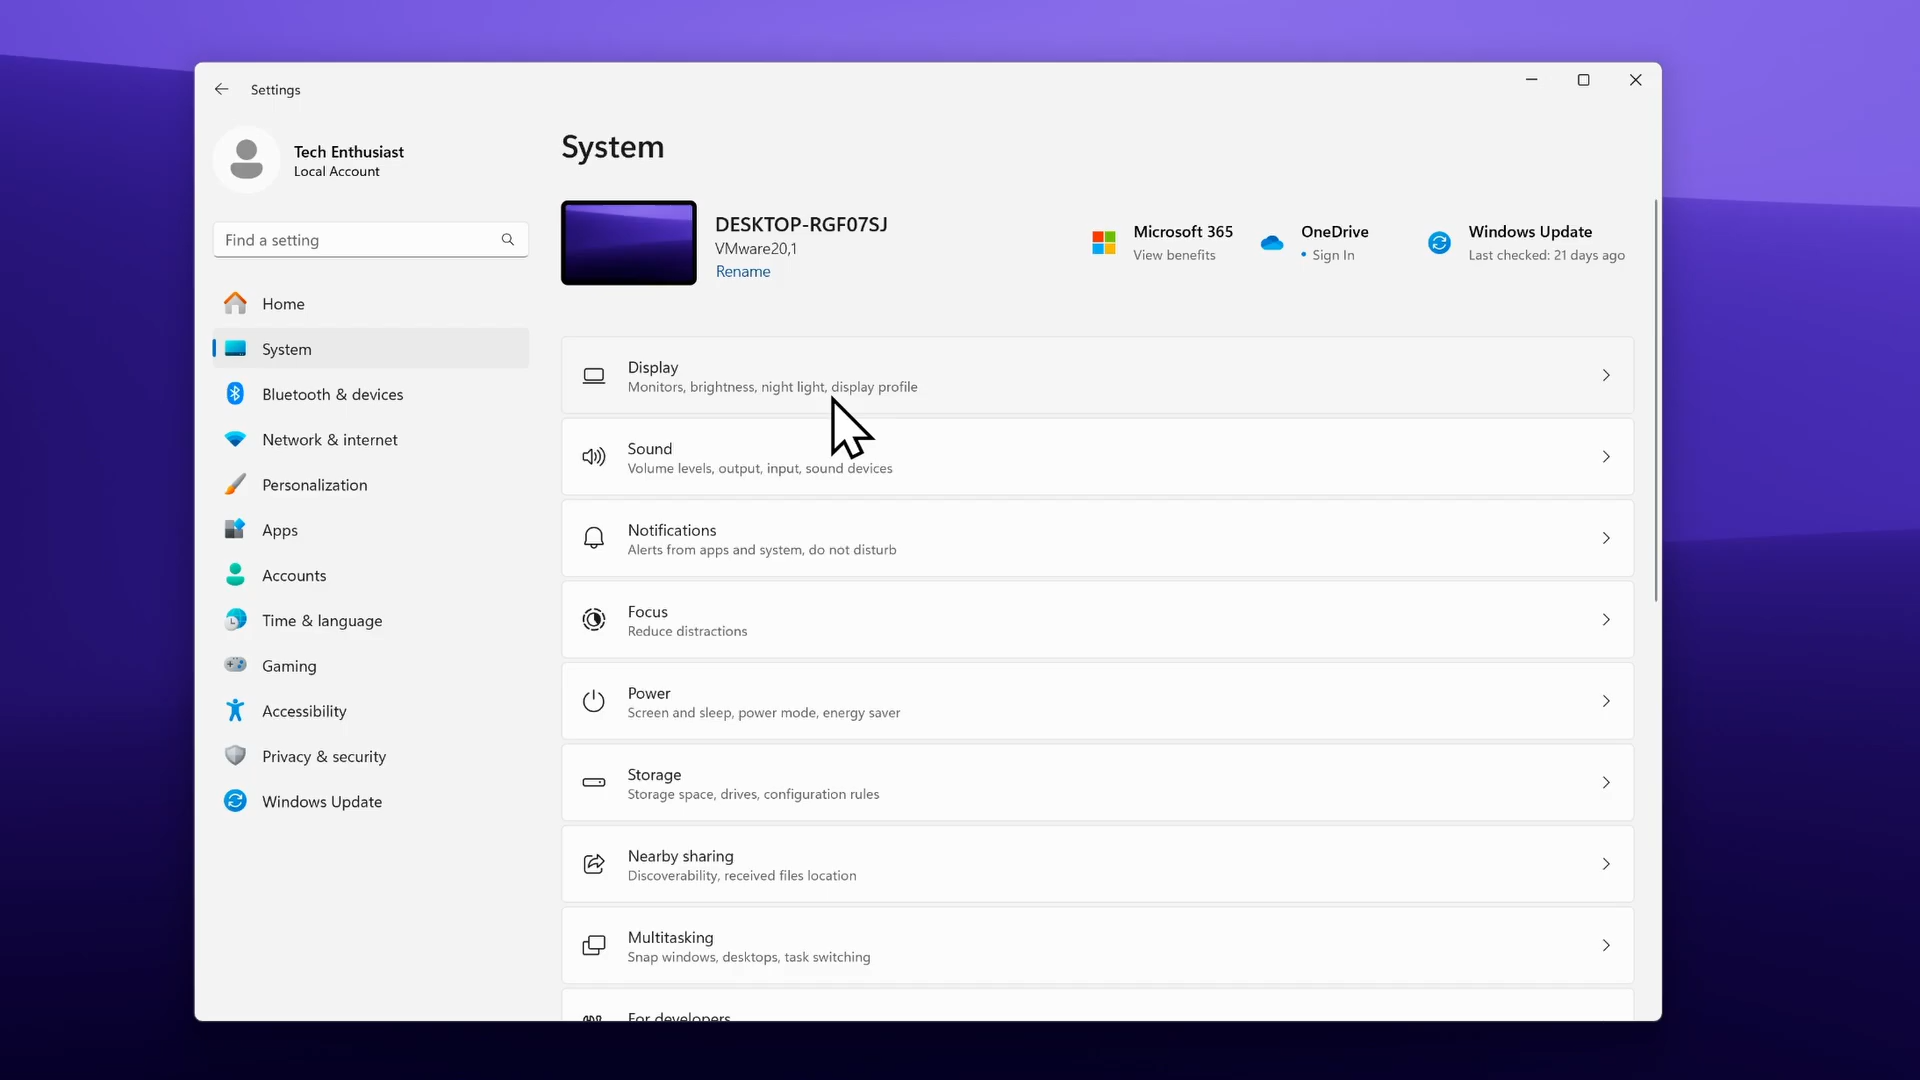 Settings
Tech Enthusiast
Local Account
Find a setting
Home
System
Bluetooth & devices
Network & internet
Personalization
Apps
Accounts
Time & language
Gaming
Accessibility
Privacy & security
Windows Update
System
DESKTOP-RGF07SJ
VMware20,1
Rename
Microsoft 365
View benefits
OneDrive
• Sign In
Windows Update
Last checked: 21 days ago
Display
Monitors, brightness, night light, display profile
Sound
Volume levels, output, input, sound devices
Notifications
Alerts from apps and system, do not disturb
Focus
Reduce distractions
Power
Screen and sleep, power mode, energy saver
Storage
Storage space, drives, configuration rules
Nearby sharing
Discoverability, received files location
Multitasking
Snap windows, desktops, task switching
For developers